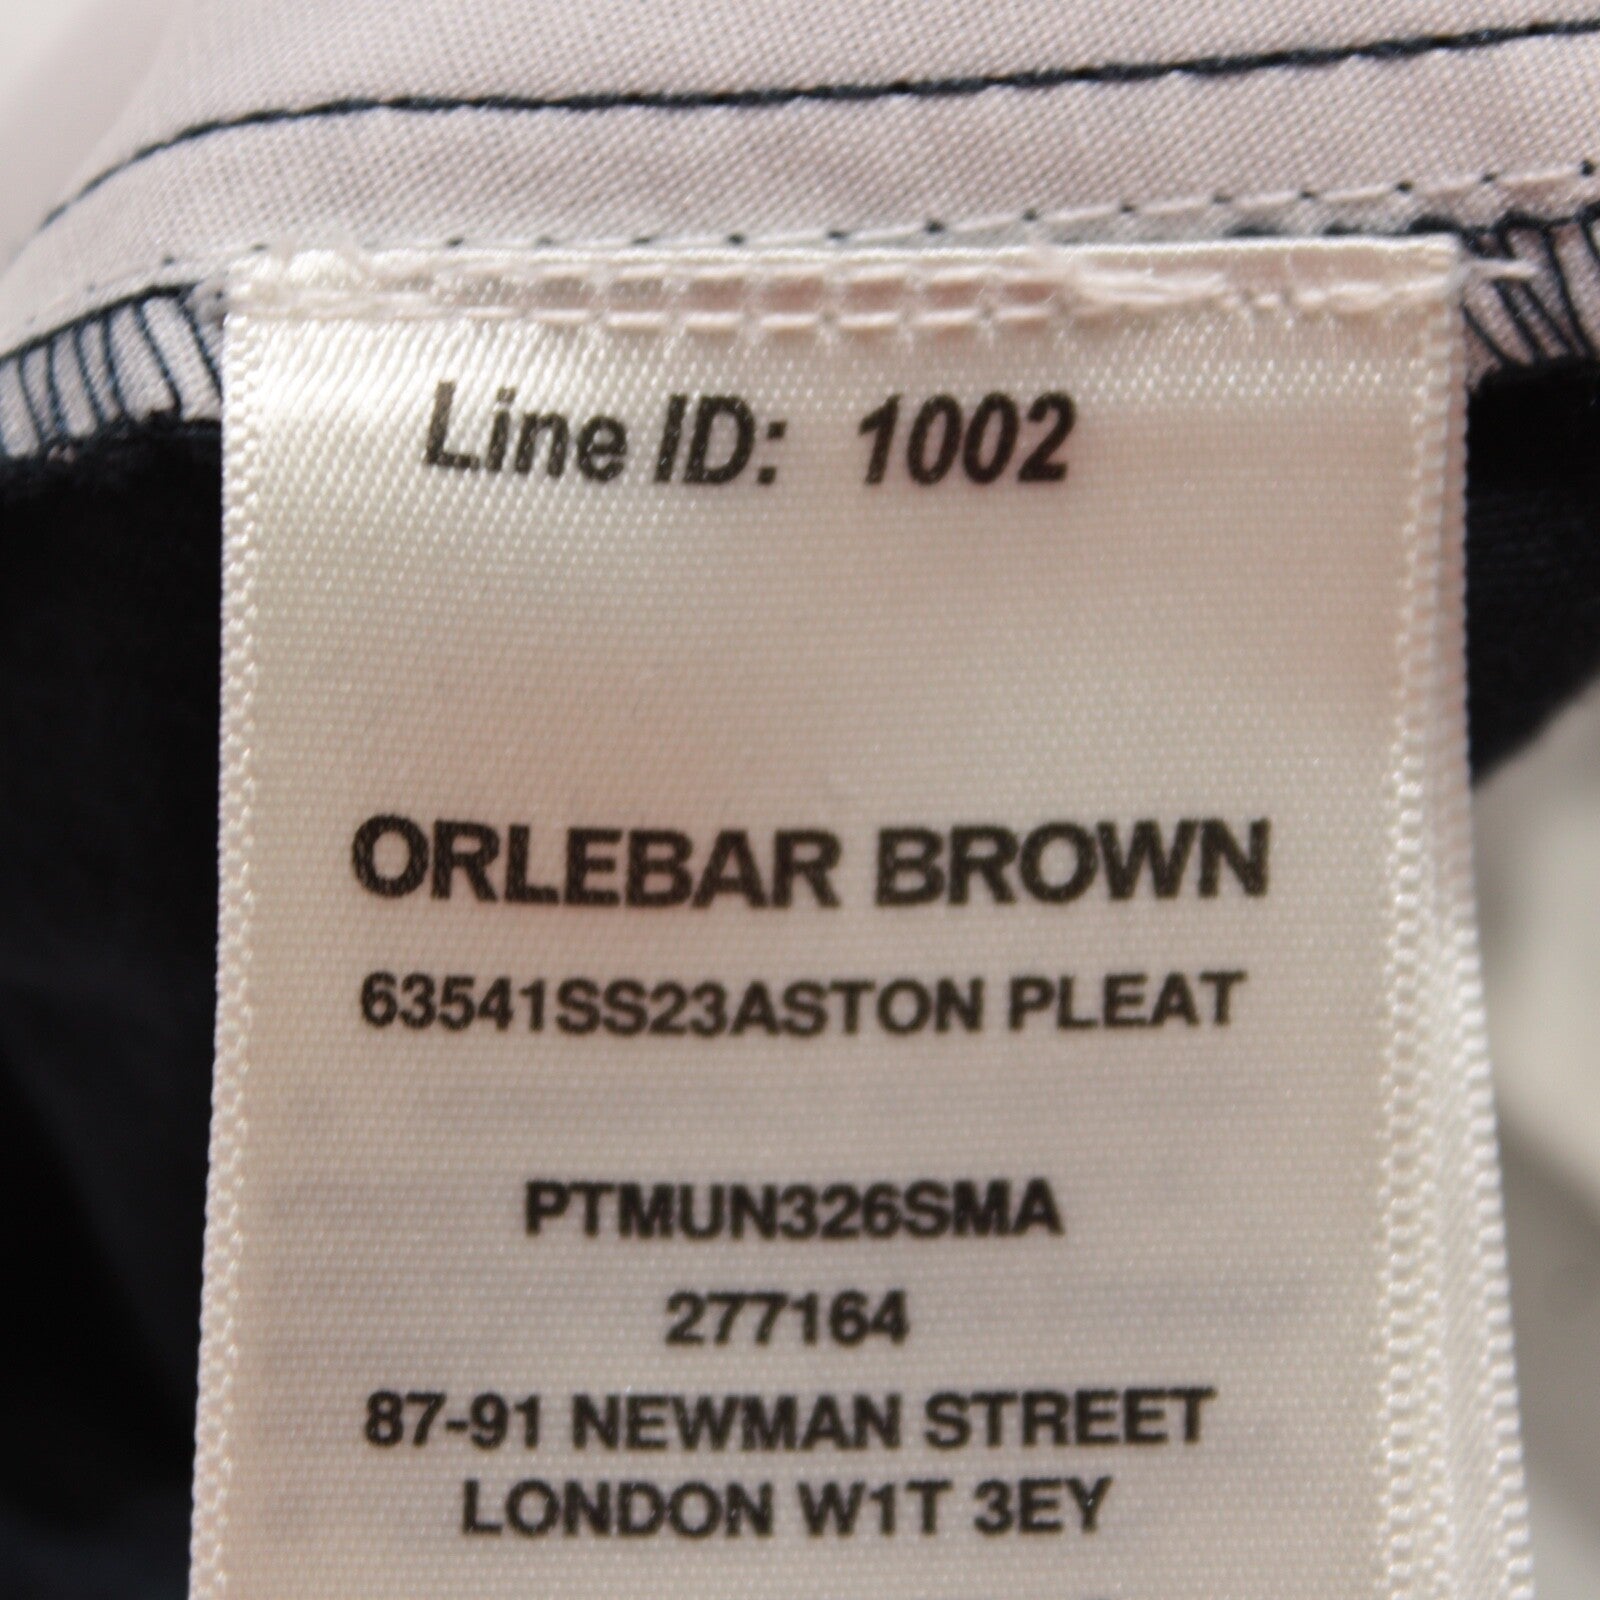 Line ID: 1002
ORLEBAR BROWN
63541SS23ASTON PLEAT
PTMUN326SMA
277164
87-91 NEWMAN STREET
LONDON W1T 3EY